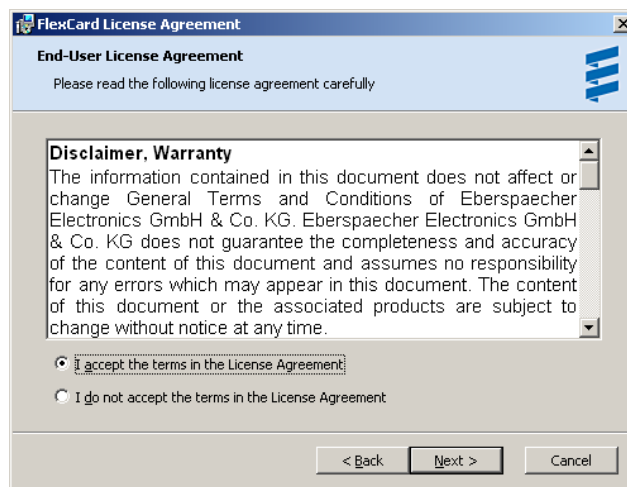 FlexCard License Agreement
End-User License Agreement
Please read the following license agreement carefully
Disclaimer, Warranty
The information contained in this document does not affect or
change General Terms and Conditions of Eberspaecher
Electronics GmbH & Co. KG. Eberspaecher Electronics GmbH
& Co. KG does not guarantee the completeness and accuracy
of the content of this document and assumes no responsibility
for any errors which may appear in this document. The content
of this document or the associated products are subject to
change without notice at any time.
I accept the terms in the License Agreement
I do not accept the terms in the License Agreement
< Back Next > Cancel